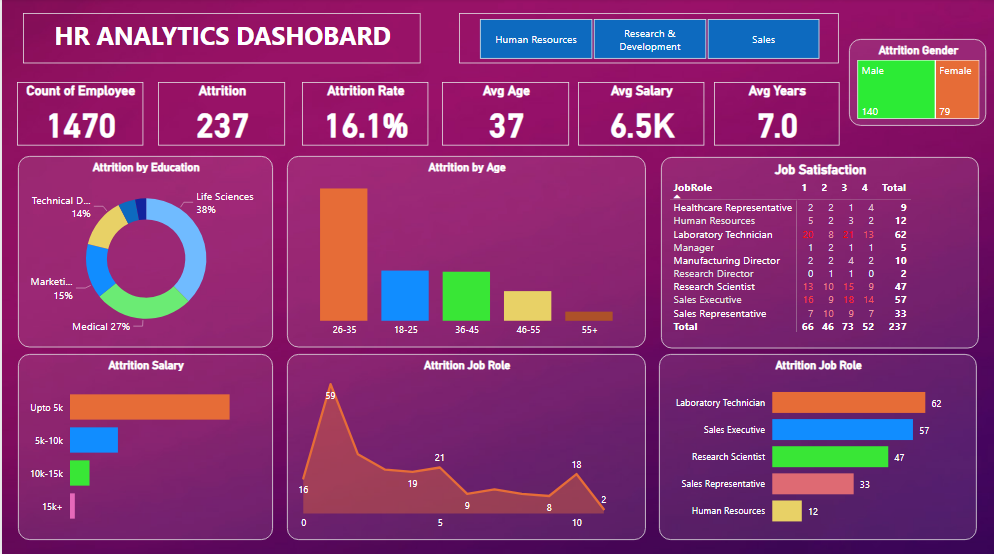 HR ANALYTICS DASHOBARD
Human Resources
Research &
Development
Sales
Attrition Gender
Male
Female
140
79
Count of Employee
1470
Attrition
237
Attrition Rate
16.1%
Avg Age
37
Avg Salary
6.5K
Avg Years
7.0
Attrition by Education
Life Sciences
38%
Technical D...
14%
Marketi...
15%
Medical 27%
Attrition by Age
26-35
18-25
36-45
46-55
55+
Job Satisfaction
JobRole 1 2 3 4 Total
Healthcare Representative 2 2 1 4 9
Human Resources 5 2 3 2 12
Laboratory Technician 20 8 21 13 62
Manager 1 2 1 1 5
Manufacturing Director 2 2 4 2 10
Research Director 0 1 1 0 2
Research Scientist 13 10 15 9 47
Sales Executive 16 9 18 14 57
Sales Representative 7 10 9 7 33
Total 66 46 73 52 237
Attrition Salary
Upto 5k
5k-10k
10k-15k
15k+
Attrition Job Role
59
16
19
21
9
8
18
2
0
5
10
Attrition Job Role
Laboratory Technician 62
Sales Executive 57
Research Scientist 47
Sales Representative 33
Human Resources 12